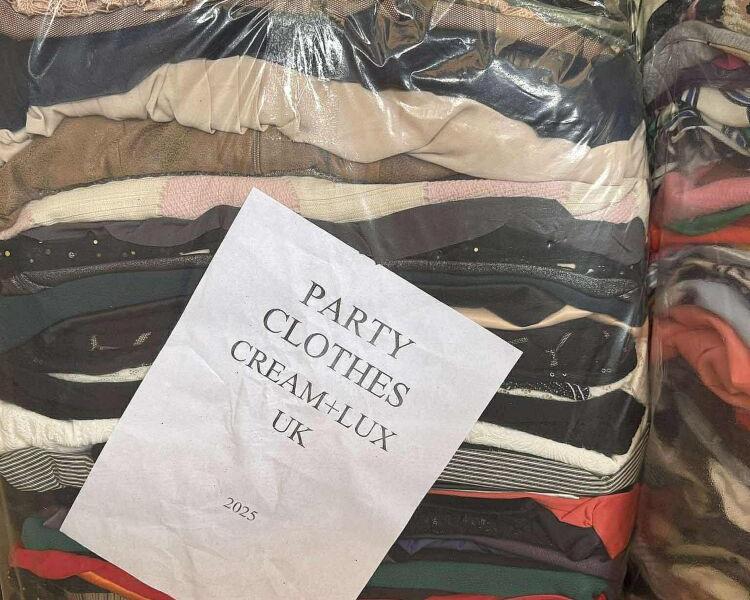 PARTY
CLOTHES
CREAM+LUX
UK
2025